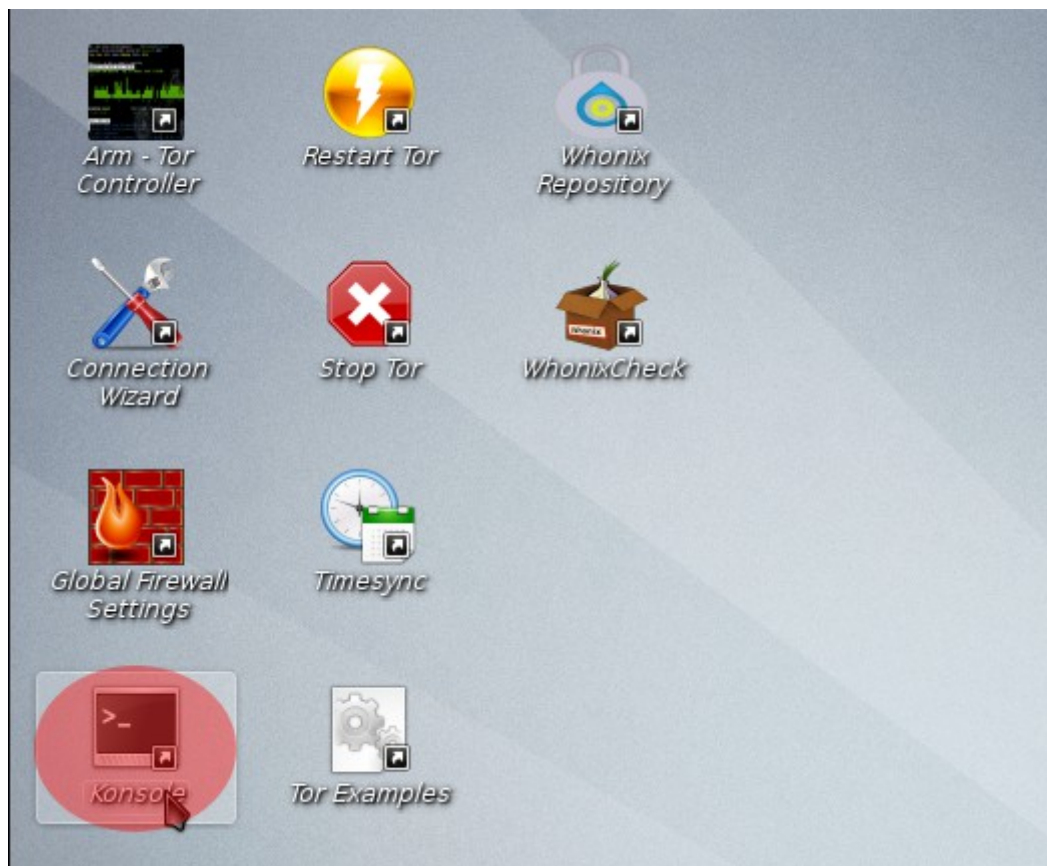 Arm - Tor
Controller
Restart Tor
Whonix
Repository
Connection
Wizard
Stop Tor
whonix
WhonixCheck
Global Firewall
Settings
Timesync
>_
Konsole
Tor Examples